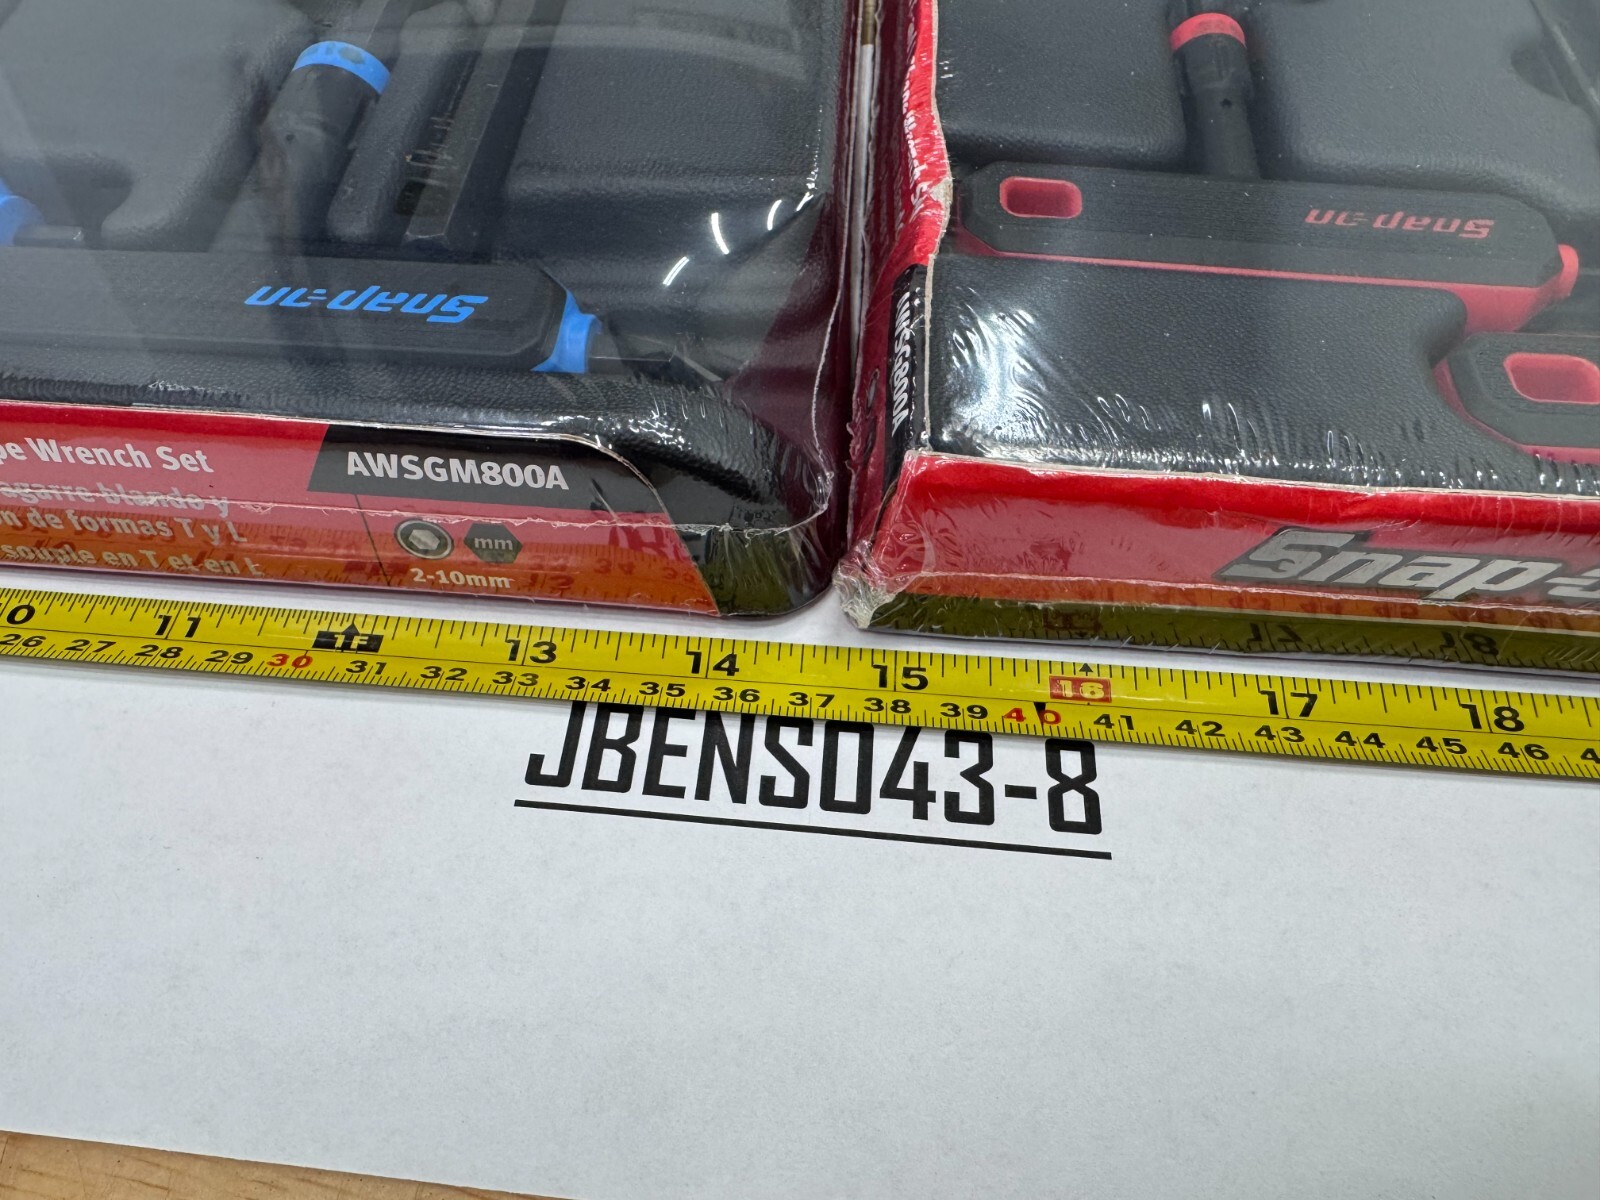 Snap-on
Snap-on
AWSGM800A
pe Wrench Set
agarre blando y
n de formas T y L
souple en T et en L
mm
2-10mm
Snap-o
0 11 1F 13 14 15 16 17 18
26 27 28 29 30 31 32 33 34 35 36 37 38 39 40 41 42 43 44 45 46 4
JBENS043-8